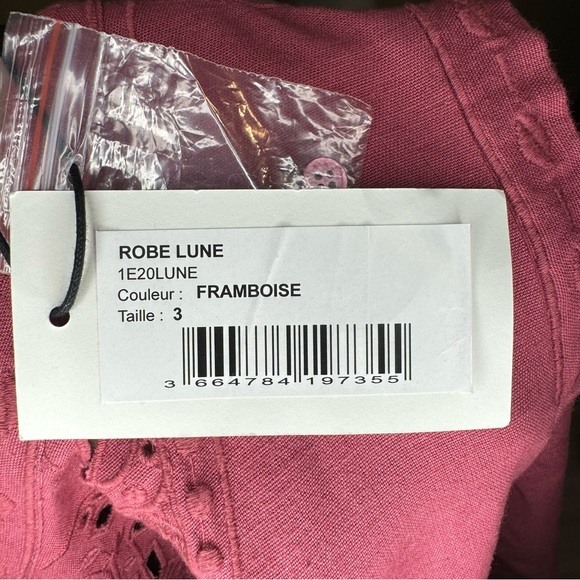 ROBE LUNE
1E20LUNE
Couleur : FRAMBOISE
Taille : 3
3 664784 197355